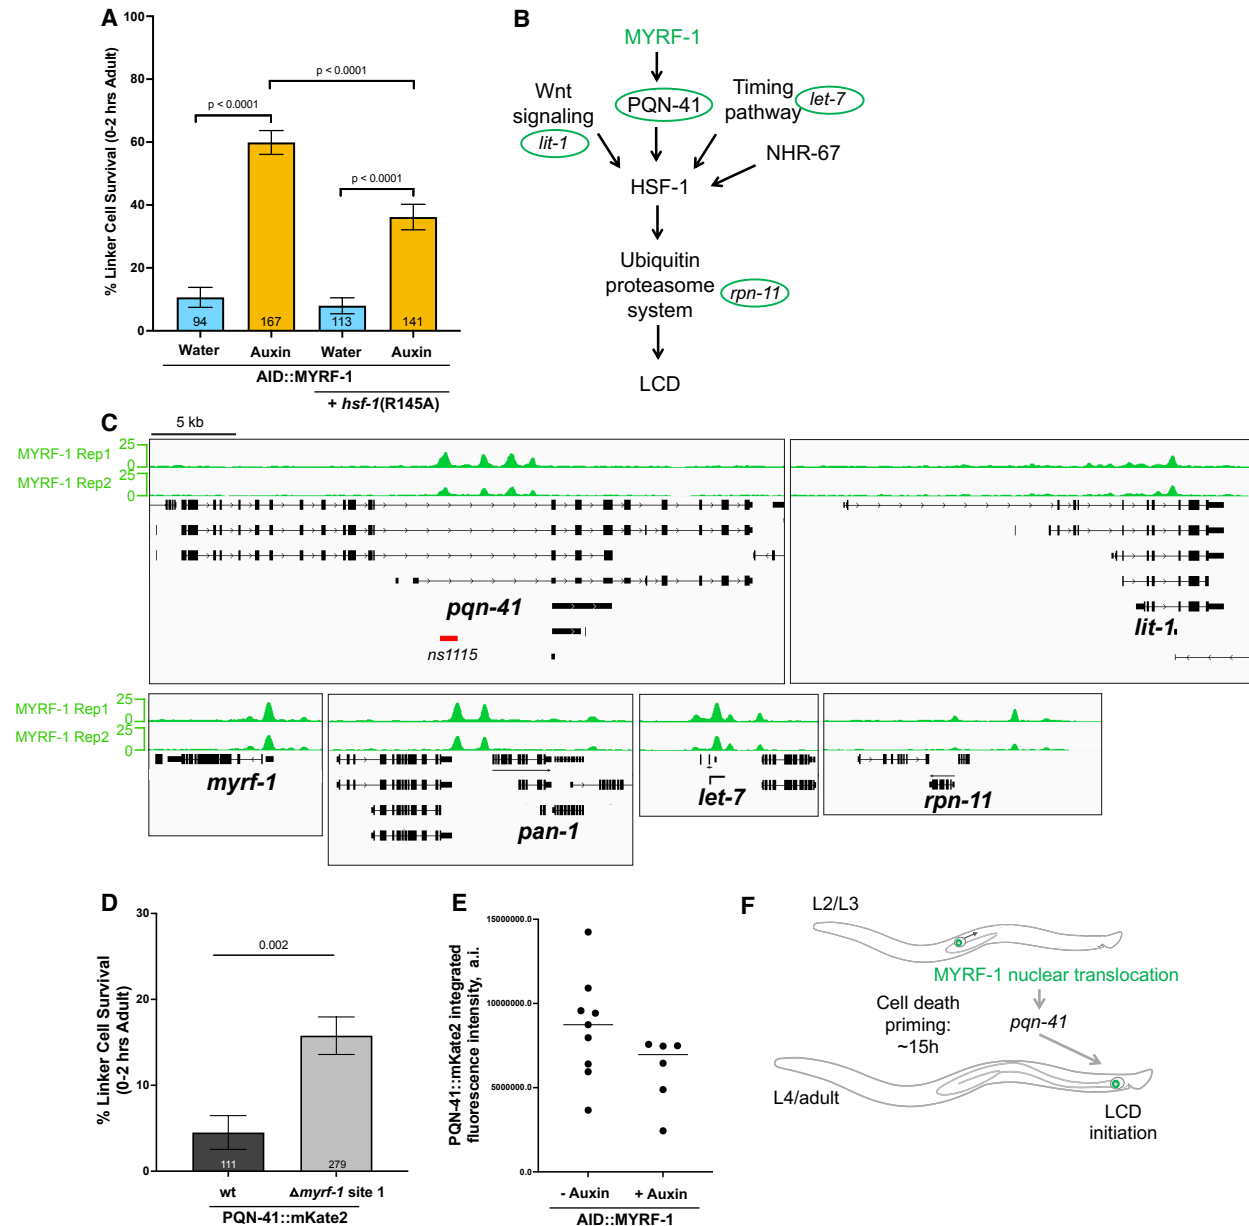 A
% Linker Cell Survival (0-2 hrs Adult)
100
80
60
40
20
0
p < 0.0001
p < 0.0001
p < 0.0001
94
167
113
141
Water
Auxin
Water
Auxin
AID::MYRF-1
+ hsf-1(R145A)
B
MYRF-1
Wnt
signaling
lit-1
PQN-41
Timing
pathway
let-7
NHR-67
HSF-1
Ubiquitin
proteasome
system
rpn-11
LCD
C
5 kb
MYRF-1 Rep1
25
0
MYRF-1 Rep2
25
0
pqn-41
ns1115
lit-1
MYRF-1 Rep1
25
0
MYRF-1 Rep2
25
0
myrf-1
pan-1
let-7
rpn-11
D
% Linker Cell Survival
(0-2 hrs Adult)
30
20
10
0
0.002
111
279
wt
Δmyrf-1 site 1
PQN-41::mKate2
E
PQN-41::mKate2 integrated
fluorescence intensity, a.i.
15000000.0
10000000.0
5000000.0
0.0
- Auxin
+ Auxin
AID::MYRF-1
F
L2/L3
MYRF-1 nuclear translocation
Cell death
priming:
~15h
pqn-41
L4/adult
LCD
initiation